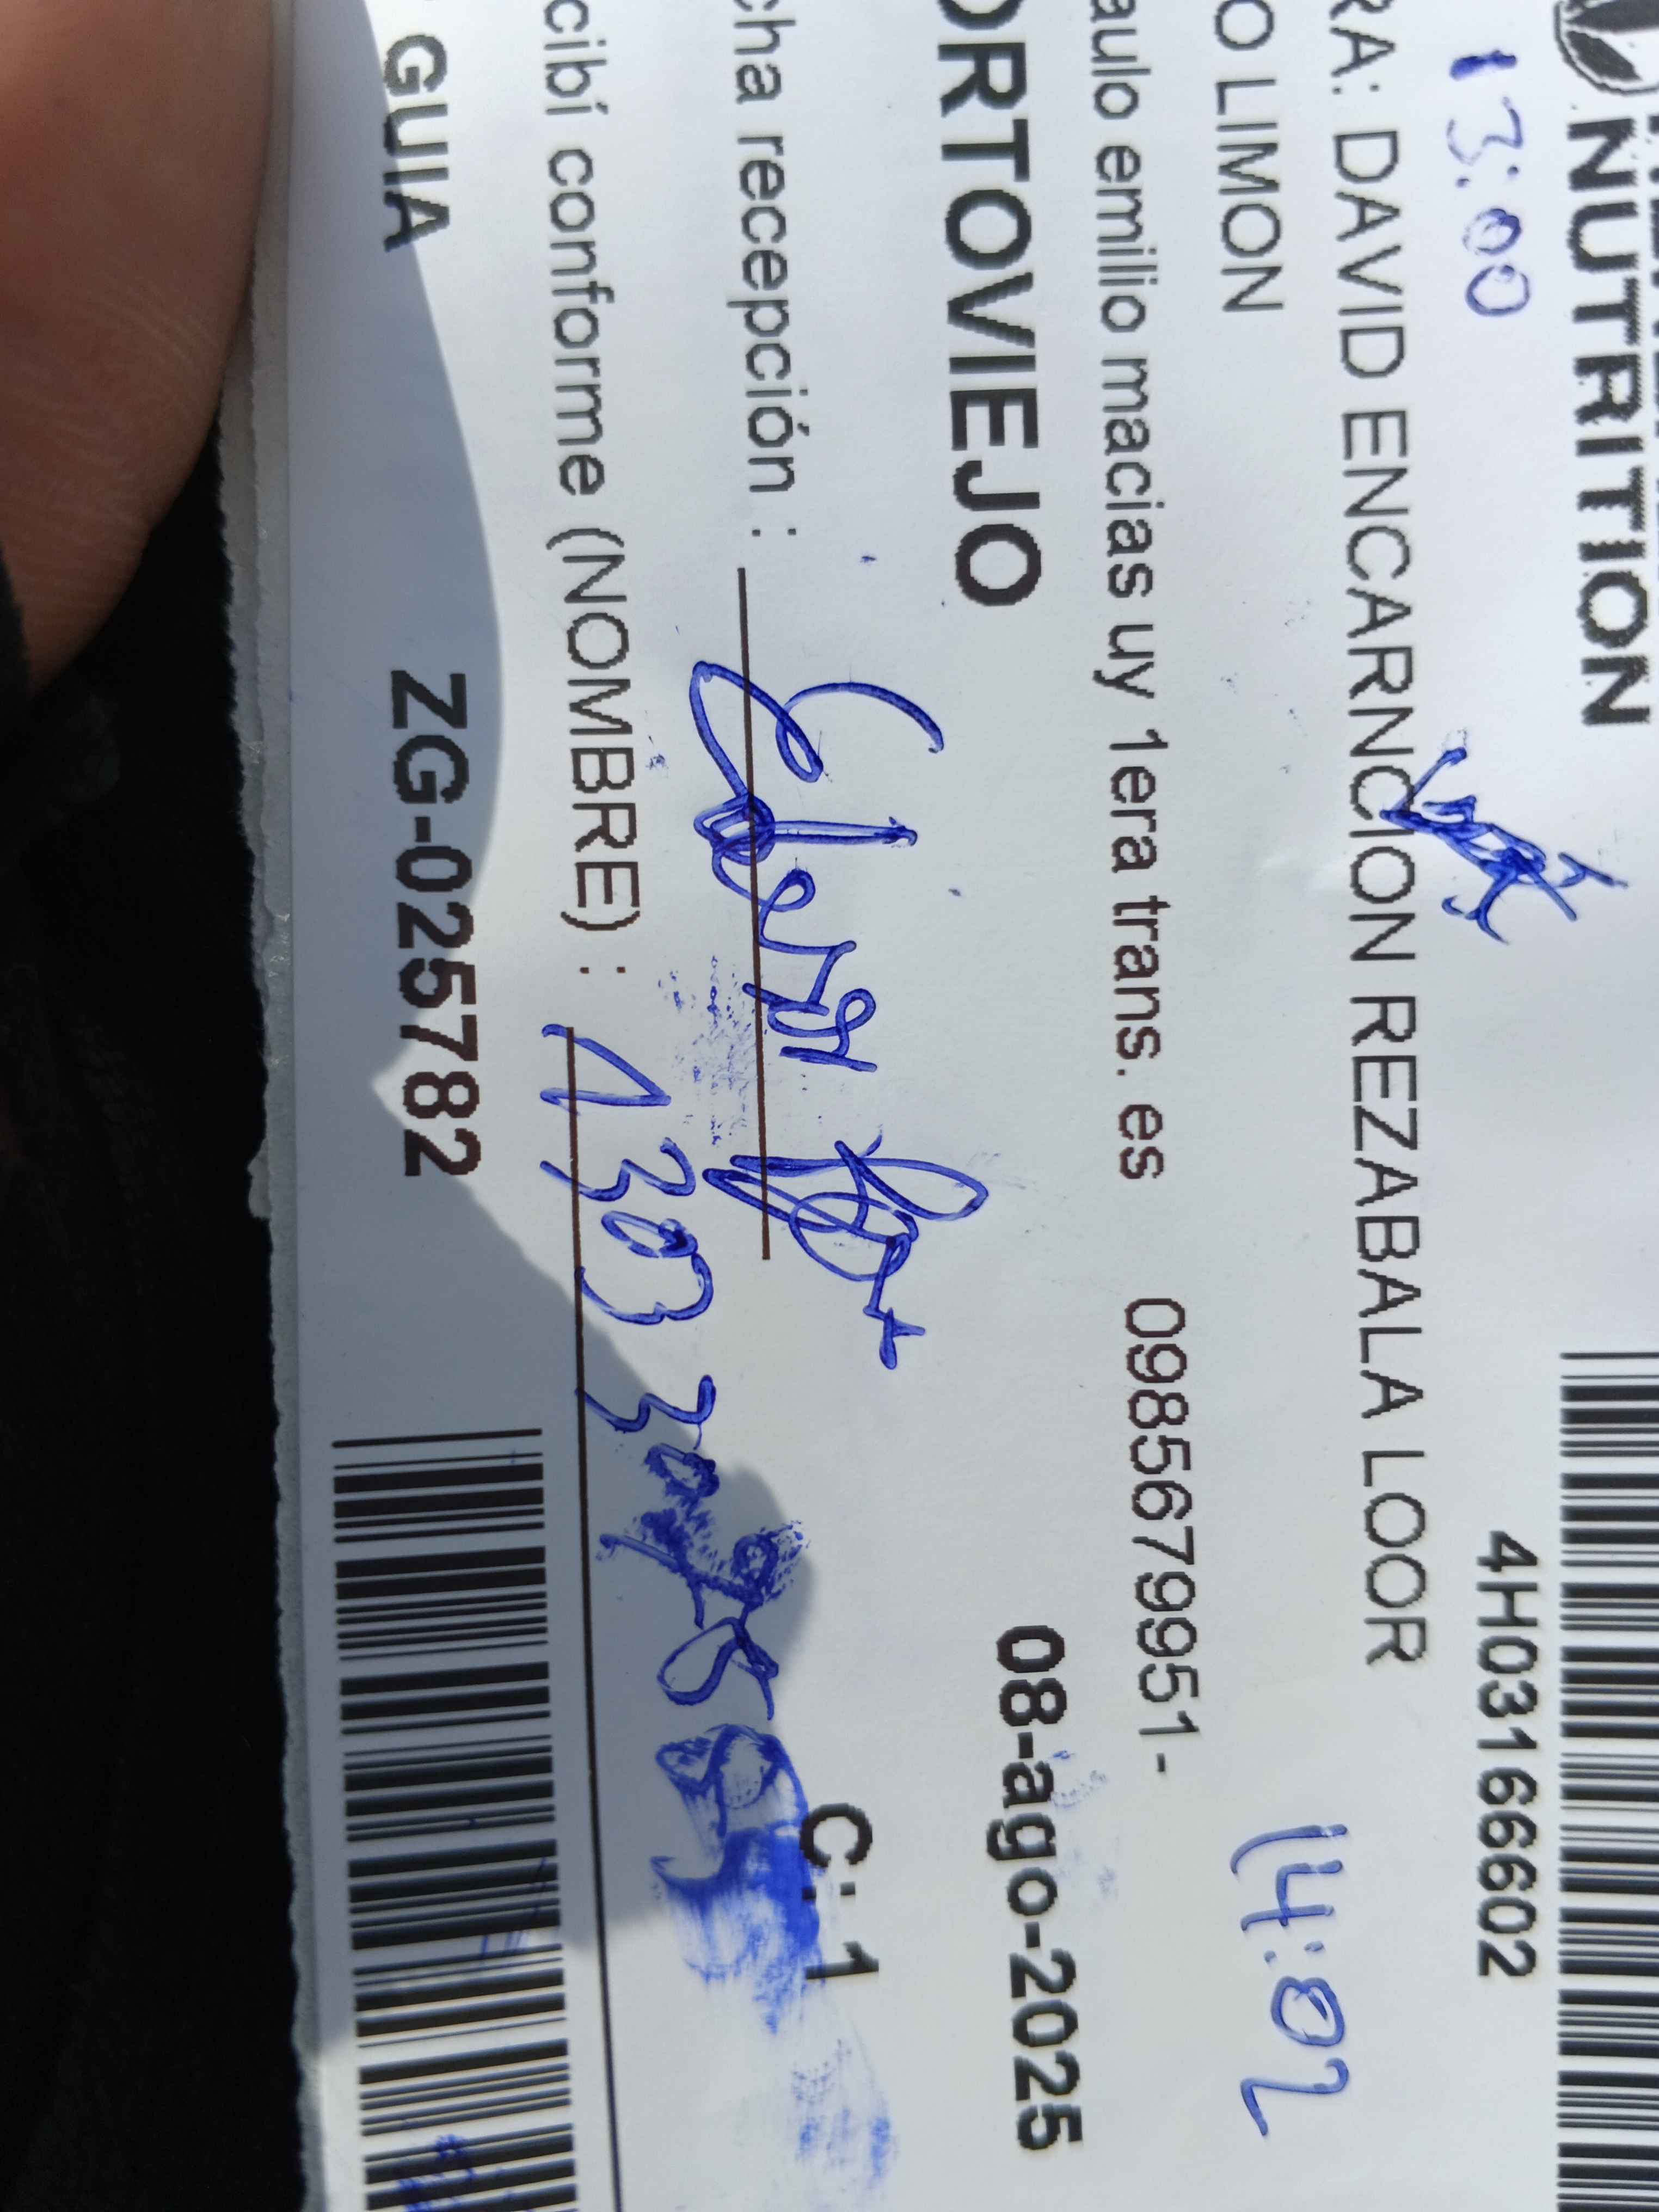 NUTRITION
13:00
4H03166602
RA: DAVID ENCARNCION REZABALA LOOR
O LIMON
14:02
aulo emilio macias uy 1era trans. es 0985679951-
ORTOVIEJO 08-ago-2025
cha recepción :
C: 1
cibí conforme (NOMBRE) :
GUIA ZG-025782